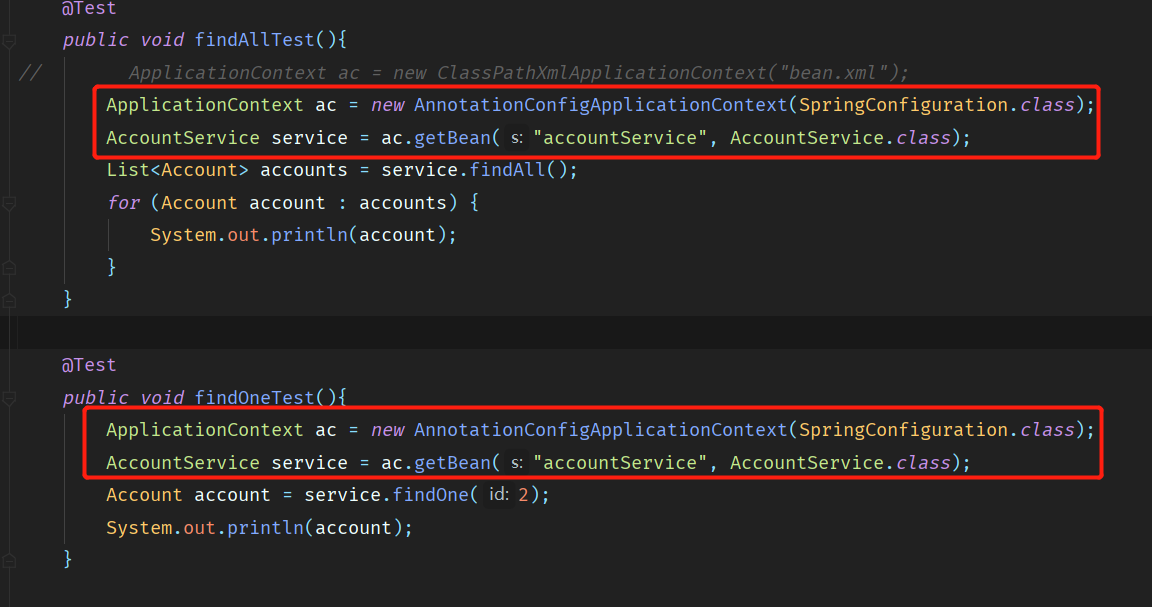 @Test
public void findAllTest(){
// ApplicationContext ac = new ClassPathXmlApplicationContext("bean.xml");
ApplicationContext ac = new AnnotationConfigApplicationContext(SpringConfiguration.class);
AccountService service = ac.getBean( s: "accountService", AccountService.class);
List<Account> accounts = service.findAll();
for (Account account : accounts) {
System.out.println(account);
}
}
@Test
public void findOneTest(){
ApplicationContext ac = new AnnotationConfigApplicationContext(SpringConfiguration.class);
AccountService service = ac.getBean( s: "accountService", AccountService.class);
Account account = service.findOne( id: 2);
System.out.println(account);
}